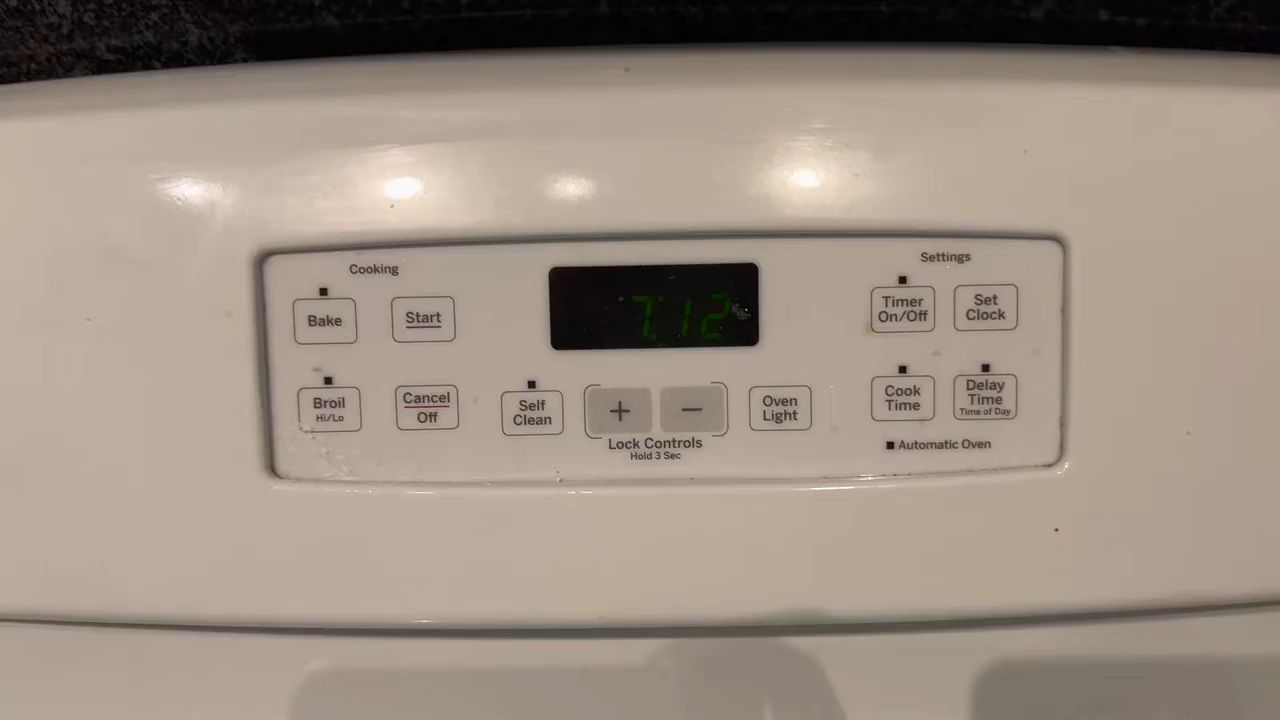 Cooking
Settings
Bake
Start
7:12
Timer
On/Off
Set
Clock
Broil
Hi/Lo
Cancel
Off
Self
Clean
+
−
Oven
Light
Cook
Time
Delay
Time
Time of Day
Lock Controls
Hold 3 Sec
Automatic Oven